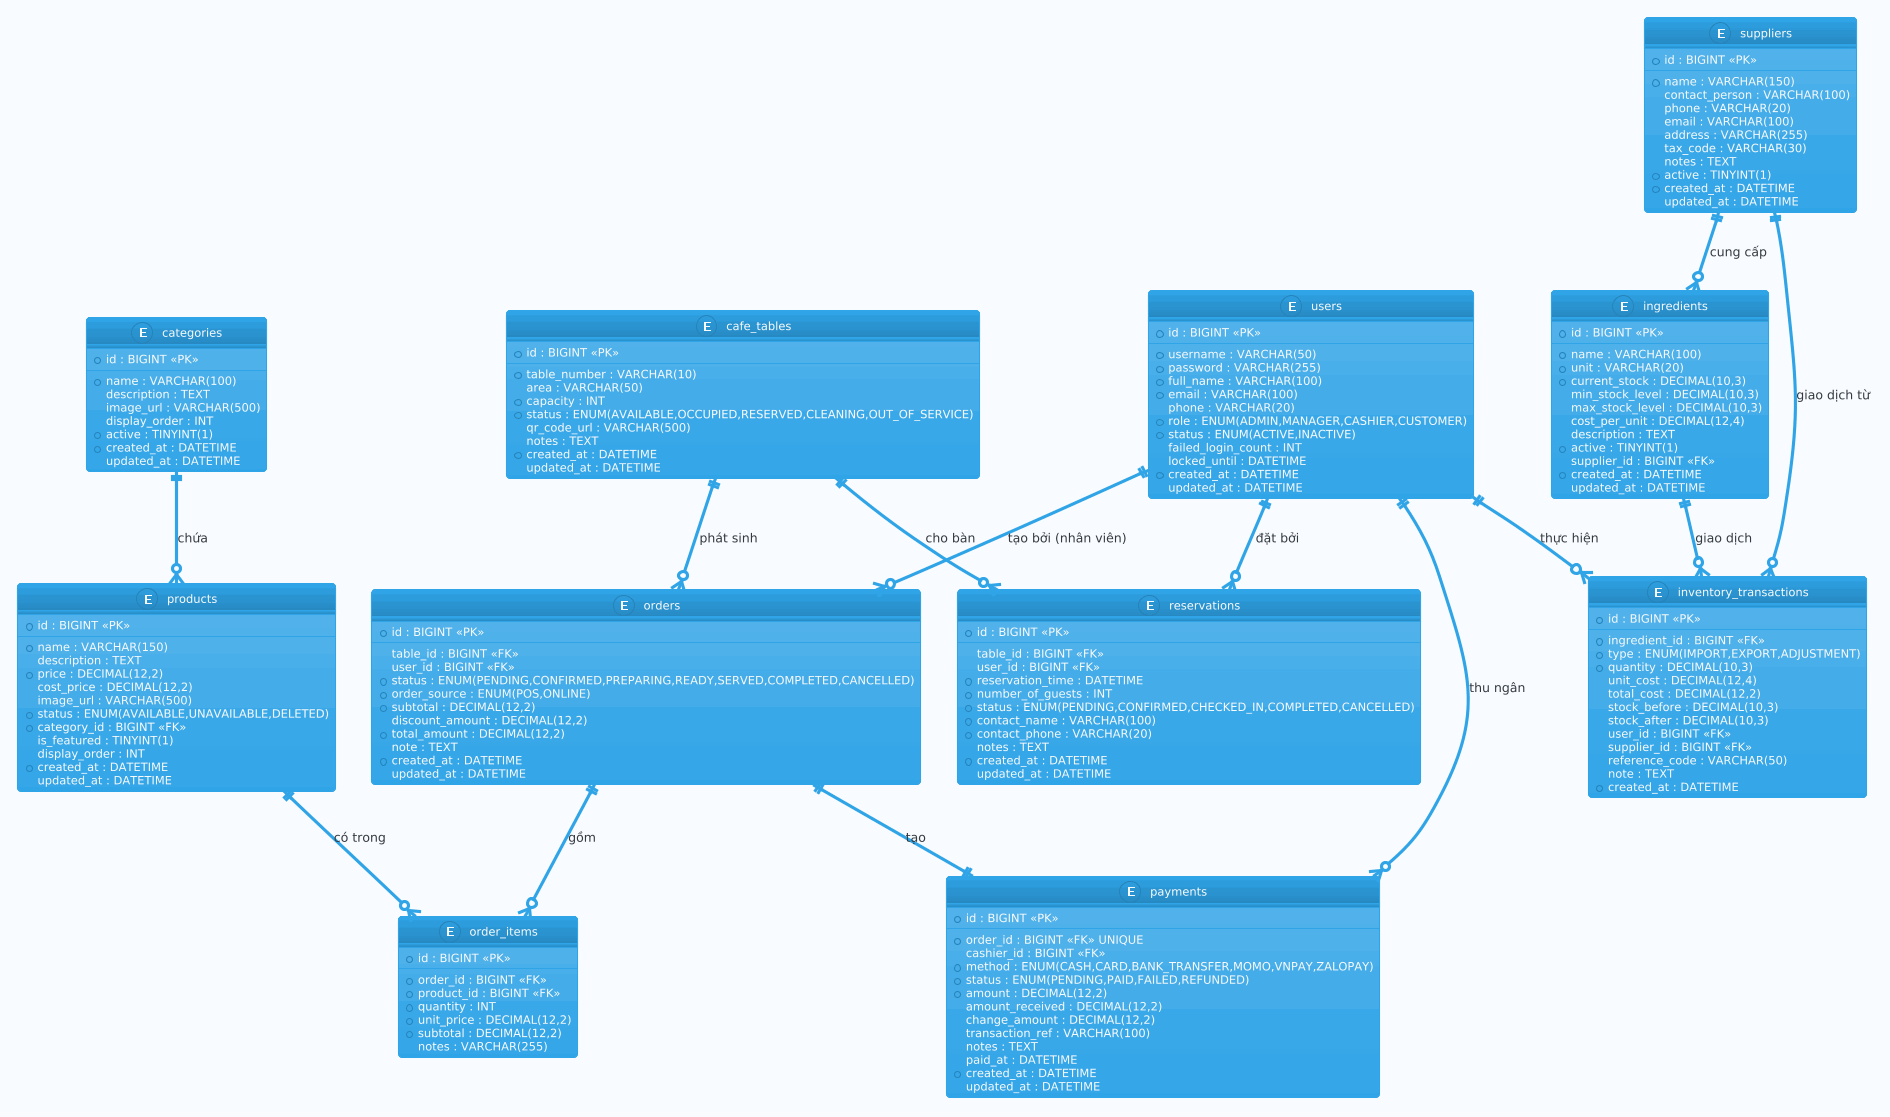 suppliers
id : BIGINT «PK»
name : VARCHAR(150)
contact_person : VARCHAR(100)
phone : VARCHAR(20)
email : VARCHAR(100)
address : VARCHAR(255)
tax_code : VARCHAR(30)
notes : TEXT
active : TINYINT(1)
created_at : DATETIME
updated_at : DATETIME
cung cấp
giao dịch từ
categories
id : BIGINT «PK»
name : VARCHAR(100)
description : TEXT
image_url : VARCHAR(500)
display_order : INT
active : TINYINT(1)
created_at : DATETIME
updated_at : DATETIME
cafe_tables
id : BIGINT «PK»
table_number : VARCHAR(10)
area : VARCHAR(50)
capacity : INT
status : ENUM(AVAILABLE,OCCUPIED,RESERVED,CLEANING,OUT_OF_SERVICE)
qr_code_url : VARCHAR(500)
notes : TEXT
created_at : DATETIME
updated_at : DATETIME
users
id : BIGINT «PK»
username : VARCHAR(50)
password : VARCHAR(255)
full_name : VARCHAR(100)
email : VARCHAR(100)
phone : VARCHAR(20)
role : ENUM(ADMIN,MANAGER,CASHIER,CUSTOMER)
status : ENUM(ACTIVE,INACTIVE)
failed_login_count : INT
locked_until : DATETIME
created_at : DATETIME
updated_at : DATETIME
ingredients
id : BIGINT «PK»
name : VARCHAR(100)
unit : VARCHAR(20)
current_stock : DECIMAL(10,3)
min_stock_level : DECIMAL(10,3)
max_stock_level : DECIMAL(10,3)
cost_per_unit : DECIMAL(12,4)
description : TEXT
active : TINYINT(1)
supplier_id : BIGINT «FK»
created_at : DATETIME
updated_at : DATETIME
chứa
phát sinh
cho bàn
tạo bởi (nhân viên)
đặt bởi
thực hiện
giao dịch
products
id : BIGINT «PK»
name : VARCHAR(150)
description : TEXT
price : DECIMAL(12,2)
cost_price : DECIMAL(12,2)
image_url : VARCHAR(500)
status : ENUM(AVAILABLE,UNAVAILABLE,DELETED)
category_id : BIGINT «FK»
is_featured : TINYINT(1)
display_order : INT
created_at : DATETIME
updated_at : DATETIME
orders
id : BIGINT «PK»
table_id : BIGINT «FK»
user_id : BIGINT «FK»
status : ENUM(PENDING,CONFIRMED,PREPARING,READY,SERVED,COMPLETED,CANCELLED)
order_source : ENUM(POS,ONLINE)
subtotal : DECIMAL(12,2)
discount_amount : DECIMAL(12,2)
total_amount : DECIMAL(12,2)
note : TEXT
created_at : DATETIME
updated_at : DATETIME
reservations
id : BIGINT «PK»
table_id : BIGINT «FK»
user_id : BIGINT «FK»
reservation_time : DATETIME
number_of_guests : INT
status : ENUM(PENDING,CONFIRMED,CHECKED_IN,COMPLETED,CANCELLED)
contact_name : VARCHAR(100)
contact_phone : VARCHAR(20)
notes : TEXT
created_at : DATETIME
updated_at : DATETIME
thu ngân
inventory_transactions
id : BIGINT «PK»
ingredient_id : BIGINT «FK»
type : ENUM(IMPORT,EXPORT,ADJUSTMENT)
quantity : DECIMAL(10,3)
unit_cost : DECIMAL(12,4)
total_cost : DECIMAL(12,2)
stock_before : DECIMAL(10,3)
stock_after : DECIMAL(10,3)
user_id : BIGINT «FK»
supplier_id : BIGINT «FK»
reference_code : VARCHAR(50)
note : TEXT
created_at : DATETIME
có trong
gồm
tạo
order_items
id : BIGINT «PK»
order_id : BIGINT «FK»
product_id : BIGINT «FK»
quantity : INT
unit_price : DECIMAL(12,2)
subtotal : DECIMAL(12,2)
notes : VARCHAR(255)
payments
id : BIGINT «PK»
order_id : BIGINT «FK» UNIQUE
cashier_id : BIGINT «FK»
method : ENUM(CASH,CARD,BANK_TRANSFER,MOMO,VNPAY,ZALOPAY)
status : ENUM(PENDING,PAID,FAILED,REFUNDED)
amount : DECIMAL(12,2)
amount_received : DECIMAL(12,2)
change_amount : DECIMAL(12,2)
transaction_ref : VARCHAR(100)
notes : TEXT
paid_at : DATETIME
created_at : DATETIME
updated_at : DATETIME